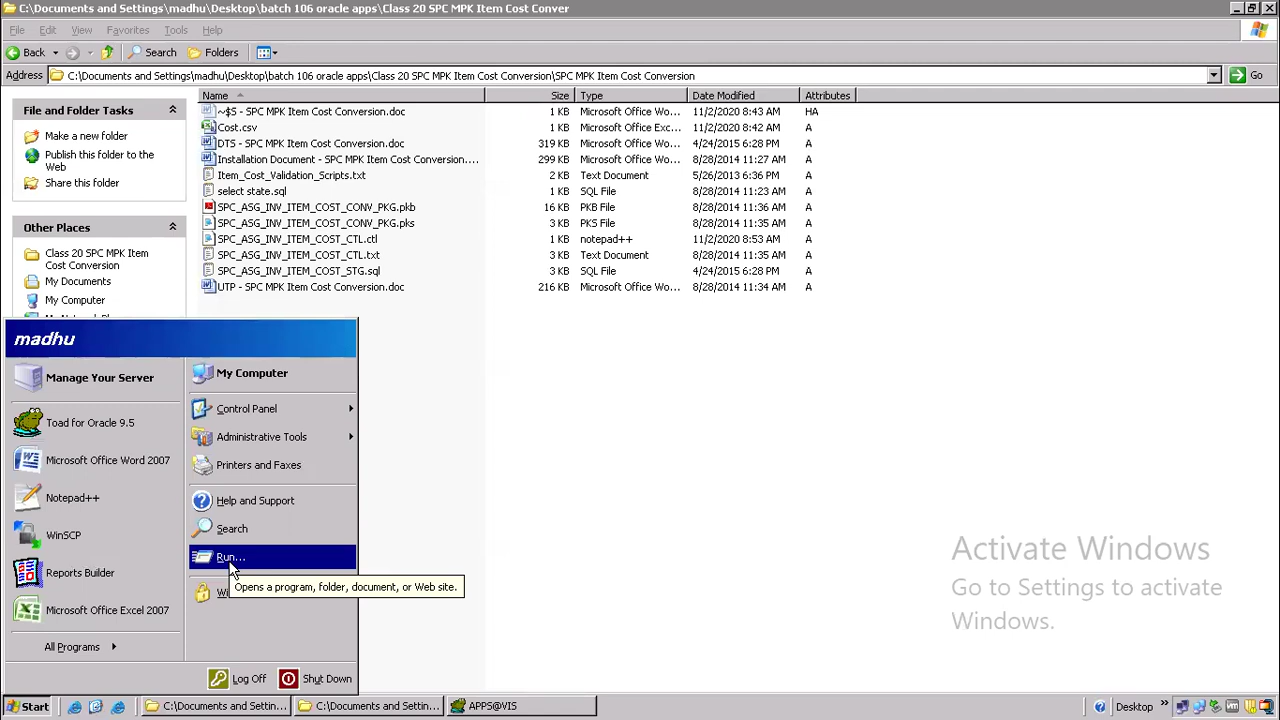 C:\Documents and Settings\madhu\Desktop\batch 106 oracle apps\Class 20 SPC MPK Item Cost Conver
File Edit View Favorites Tools Help
Back Search Folders
Address C:\Documents and Settings\madhu\Desktop\batch 106 oracle apps\Class 20 SPC MPK Item Cost Conversion\SPC MPK Item Cost Conversion Go
File and Folder Tasks
Make a new folder
Publish this folder to the
Web
Share this folder
Other Places
Class 20 SPC MPK Item
Cost Conversion
My Documents
My Computer
Name Size Type Date Modified Attributes
~$S - SPC MPK Item Cost Conversion.doc 1 KB Microsoft Office Wo... 11/2/2020 8:43 AM HA
Cost.csv 1 KB Microsoft Office Exc... 11/2/2020 8:42 AM A
DTS - SPC MPK Item Cost Conversion.doc 319 KB Microsoft Office Wo... 4/24/2015 6:28 PM A
Installation Document - SPC MPK Item Cost Conversion.... 299 KB Microsoft Office Wo... 8/28/2014 11:27 AM A
Item_Cost_Validation_Scripts.txt 2 KB Text Document 5/26/2013 6:36 PM A
select state.sql 1 KB SQL File 8/28/2014 11:23 AM A
SPC_ASG_INV_ITEM_COST_CONV_PKG.pkb 16 KB PKB File 8/28/2014 11:36 AM A
SPC_ASG_INV_ITEM_COST_CONV_PKG.pks 3 KB PKS File 8/28/2014 11:35 AM A
SPC_ASG_INV_ITEM_COST_CTL.ctl 1 KB notepad++ 11/2/2020 8:53 AM A
SPC_ASG_INV_ITEM_COST_CTL.txt 3 KB Text Document 8/28/2014 11:35 AM A
SPC_ASG_INV_ITEM_COST_STG.sql 3 KB SQL File 4/24/2015 6:28 PM A
UTP - SPC MPK Item Cost Conversion.doc 216 KB Microsoft Office Wo... 8/28/2014 11:34 AM A
madhu
Manage Your Server
Toad for Oracle 9.5
Microsoft Office Word 2007
Notepad++
WinSCP
Reports Builder
Microsoft Office Excel 2007
All Programs
My Computer
Control Panel
Administrative Tools
Printers and Faxes
Help and Support
Search
Run...
Opens a program, folder, document, or Web site.
Log Off Shut Down
Activate Windows
Go to Settings to activate
Windows.
Start C:\Documents and Settin... C:\Documents and Settin... APPS@VIS Desktop